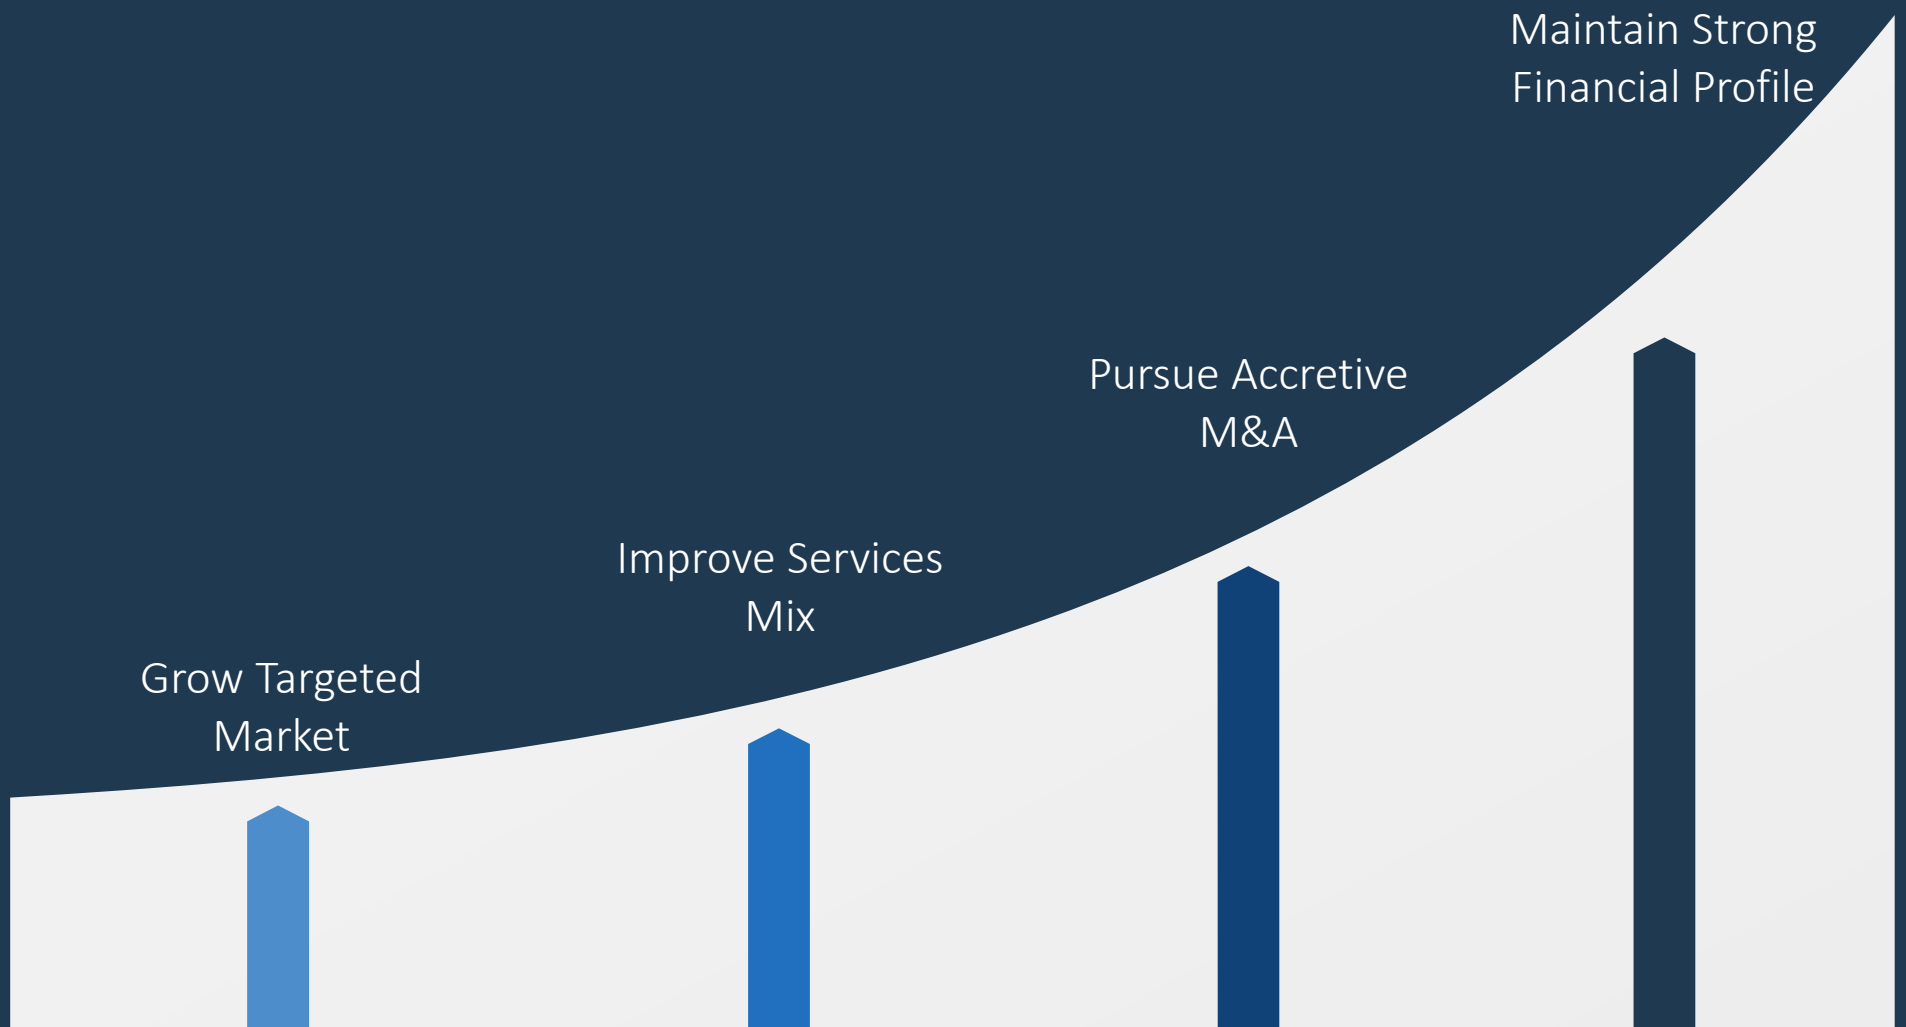 Maintain Strong
Financial Profile
Pursue Accretive
M&A
Improve Services
Mix
Grow Targeted
Market